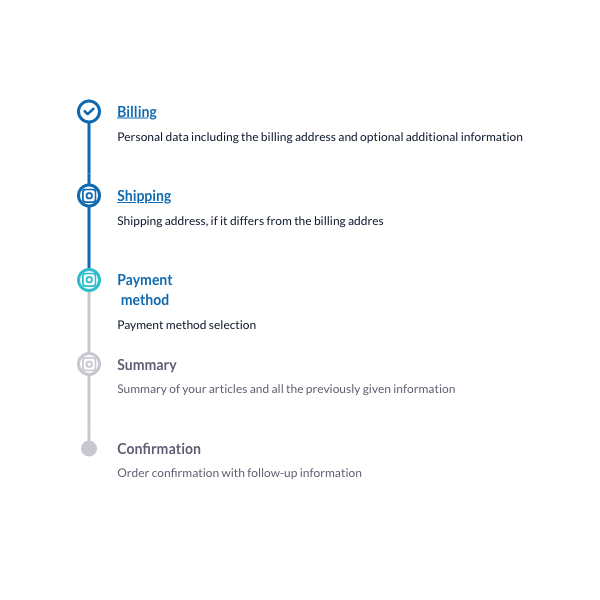 Billing
Personal data including the billing address and optional additional information
Shipping
Shipping address, if it differs from the billing addres
Payment
method
Payment method selection
Summary
Summary of your articles and all the previously given information
Confirmation
Order confirmation with follow-up information